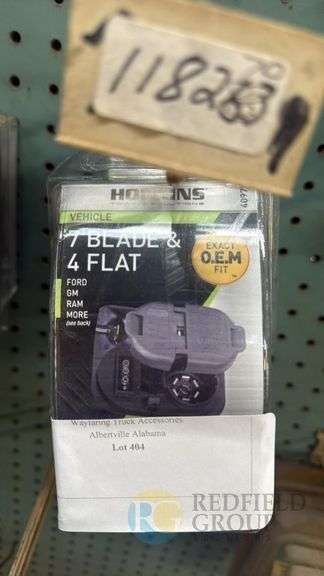 HOPKINS
VEHICLE
7 BLADE &
4 FLAT
EXACT
O.E.M
FIT
FORD
GM
RAM
MORE
(see back)
Wayfaring Truck Accessories
Albertville Alabama
Lot 404
REDFIELD
GROUP